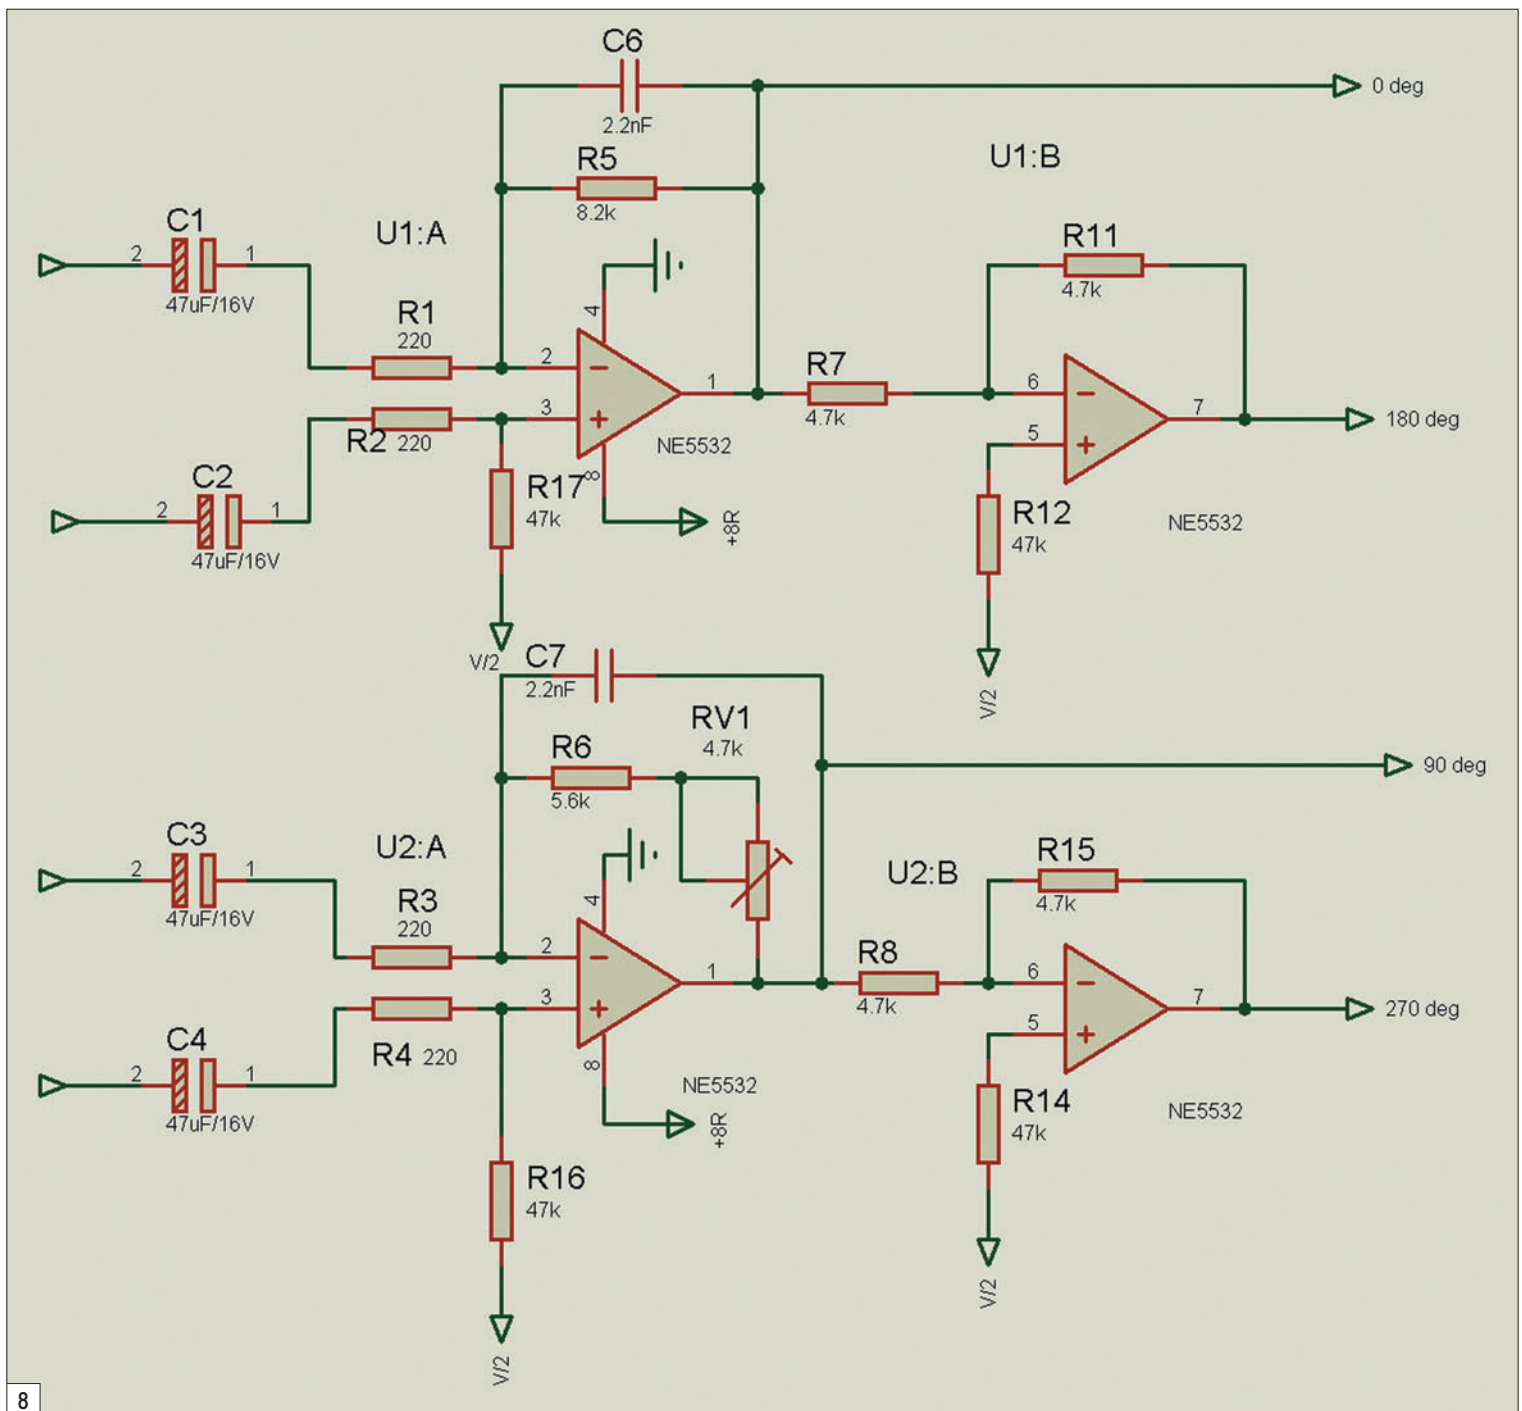 C6
2.2nF
0 deg
R5
8.2k
U1:B
C1
2 1
47uF/16V
U1:A
R11
4.7k
R1
220
4
2
3
1
R7
4.7k
6
5
7
180 deg
R2 220
NE5532
C2
2 1
47uF/16V
R17
47k
8
+8R
R12
47k
NE5532
V/2
V/2
C7
2.2nF
RV1
4.7k
R6
5.6k
90 deg
C3
2 1
47uF/16V
U2:A
U2:B
R15
4.7k
R3
220
4
2
3
1
R8
4.7k
6
5
7
270 deg
C4
2 1
47uF/16V
R4 220
8
NE5532
+8R
R14
47k
NE5532
R16
47k
V/2
V/2
8